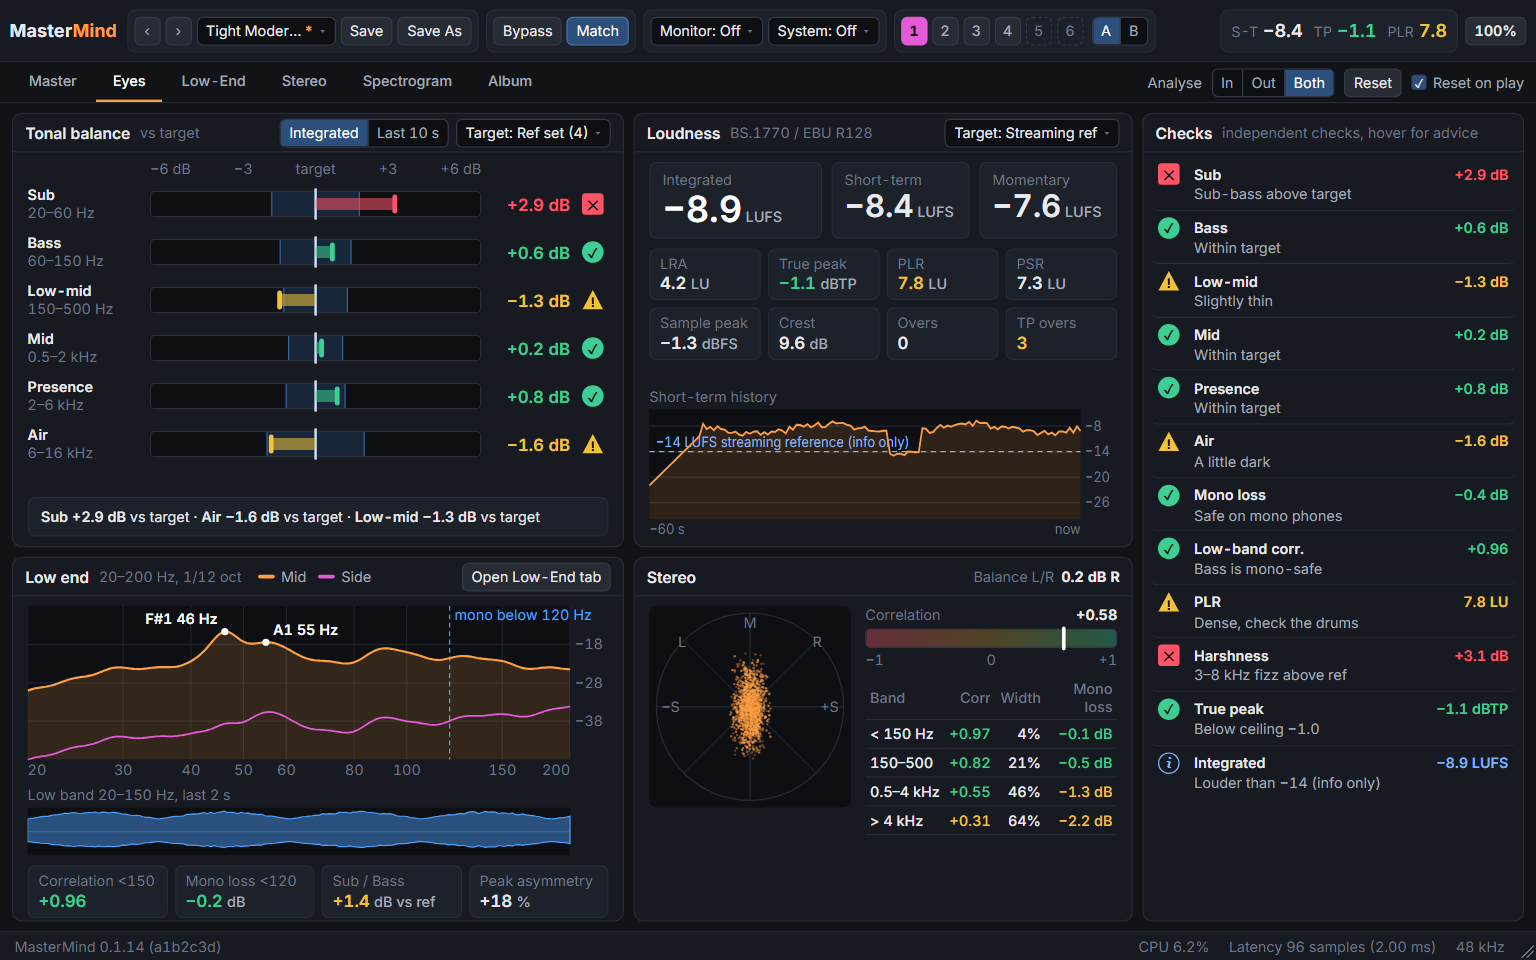 MasterMind
‹ › Tight Moder... * Save Save As Bypass Match Monitor: Off System: Off 1 2 3 4 5 6 A B S-T −8.4 TP −1.1 PLR 7.8 100%
Master Eyes Low-End Stereo Spectrogram Album Analyse In Out Both Reset Reset on play
Tonal balance vs target Integrated Last 10 s Target: Ref set (4)
−6 dB −3 target +3 +6 dB
Sub
20–60 Hz
+2.9 dB
Bass
60–150 Hz
+0.6 dB
Low-mid
150–500 Hz
−1.3 dB
Mid
0.5–2 kHz
+0.2 dB
Presence
2–6 kHz
+0.8 dB
Air
6–16 kHz
−1.6 dB
Sub +2.9 dB vs target · Air −1.6 dB vs target · Low-mid −1.3 dB vs target
Loudness BS.1770 / EBU R128 Target: Streaming ref
Integrated
−8.9 LUFS
Short-term
−8.4 LUFS
Momentary
−7.6 LUFS
LRA
4.2 LU
True peak
−1.1 dBTP
PLR
7.8 LU
PSR
7.3 LU
Sample peak
−1.3 dBFS
Crest
9.6 dB
Overs
0
TP overs
3
Short-term history
−14 LUFS streaming reference (info only)
−8
−14
−20
−26
−60 s now
Checks independent checks, hover for advice
Sub +2.9 dB
Sub-bass above target
Bass +0.6 dB
Within target
Low-mid −1.3 dB
Slightly thin
Mid +0.2 dB
Within target
Presence +0.8 dB
Within target
Air −1.6 dB
A little dark
Mono loss −0.4 dB
Safe on mono phones
Low-band corr. +0.96
Bass is mono-safe
PLR 7.8 LU
Dense, check the drums
Harshness +3.1 dB
3–8 kHz fizz above ref
True peak −1.1 dBTP
Below ceiling −1.0
Integrated −8.9 LUFS
Louder than −14 (info only)
Low end 20–200 Hz, 1/12 oct Mid Side Open Low-End tab
F#1 46 Hz
A1 55 Hz
mono below 120 Hz
−18
−28
−38
20 30 40 50 60 80 100 150 200
Low band 20–150 Hz, last 2 s
Correlation <150
+0.96
Mono loss <120
−0.2 dB
Sub / Bass
+1.4 dB vs ref
Peak asymmetry
+18 %
Stereo Balance L/R 0.2 dB R
M
L R
−S +S
Correlation +0.58
−1 0 +1
Band Corr Width Mono loss
< 150 Hz +0.97 4% −0.1 dB
150–500 +0.82 21% −0.5 dB
0.5–4 kHz +0.55 46% −1.3 dB
> 4 kHz +0.31 64% −2.2 dB
MasterMind 0.1.14 (a1b2c3d) CPU 6.2% Latency 96 samples (2.00 ms) 48 kHz